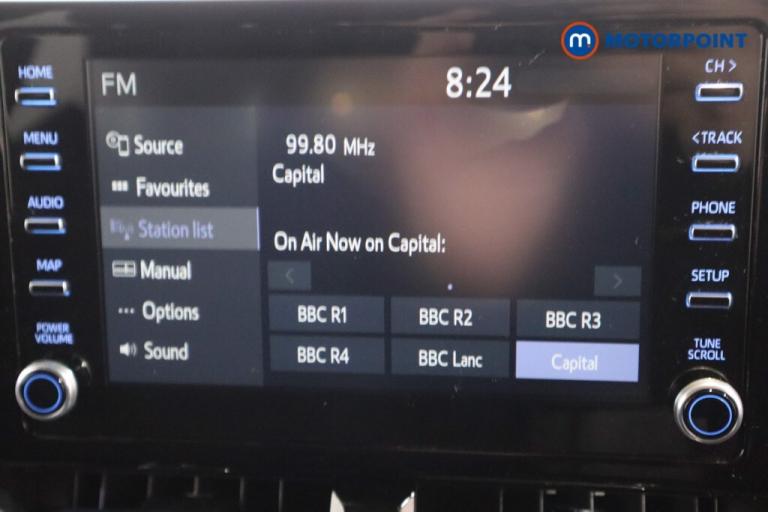 MOTORPOINT
HOME
MENU
AUDIO
MAP
POWER
VOLUME
FM
8:24
Source
Favourites
Station list
Manual
Options
Sound
99.80 MHz
Capital
On Air Now on Capital:
< >
BBC R1 BBC R2 BBC R3
BBC R4 BBC Lanc Capital
CH >
<TRACK
PHONE
SETUP
TUNE
SCROLL